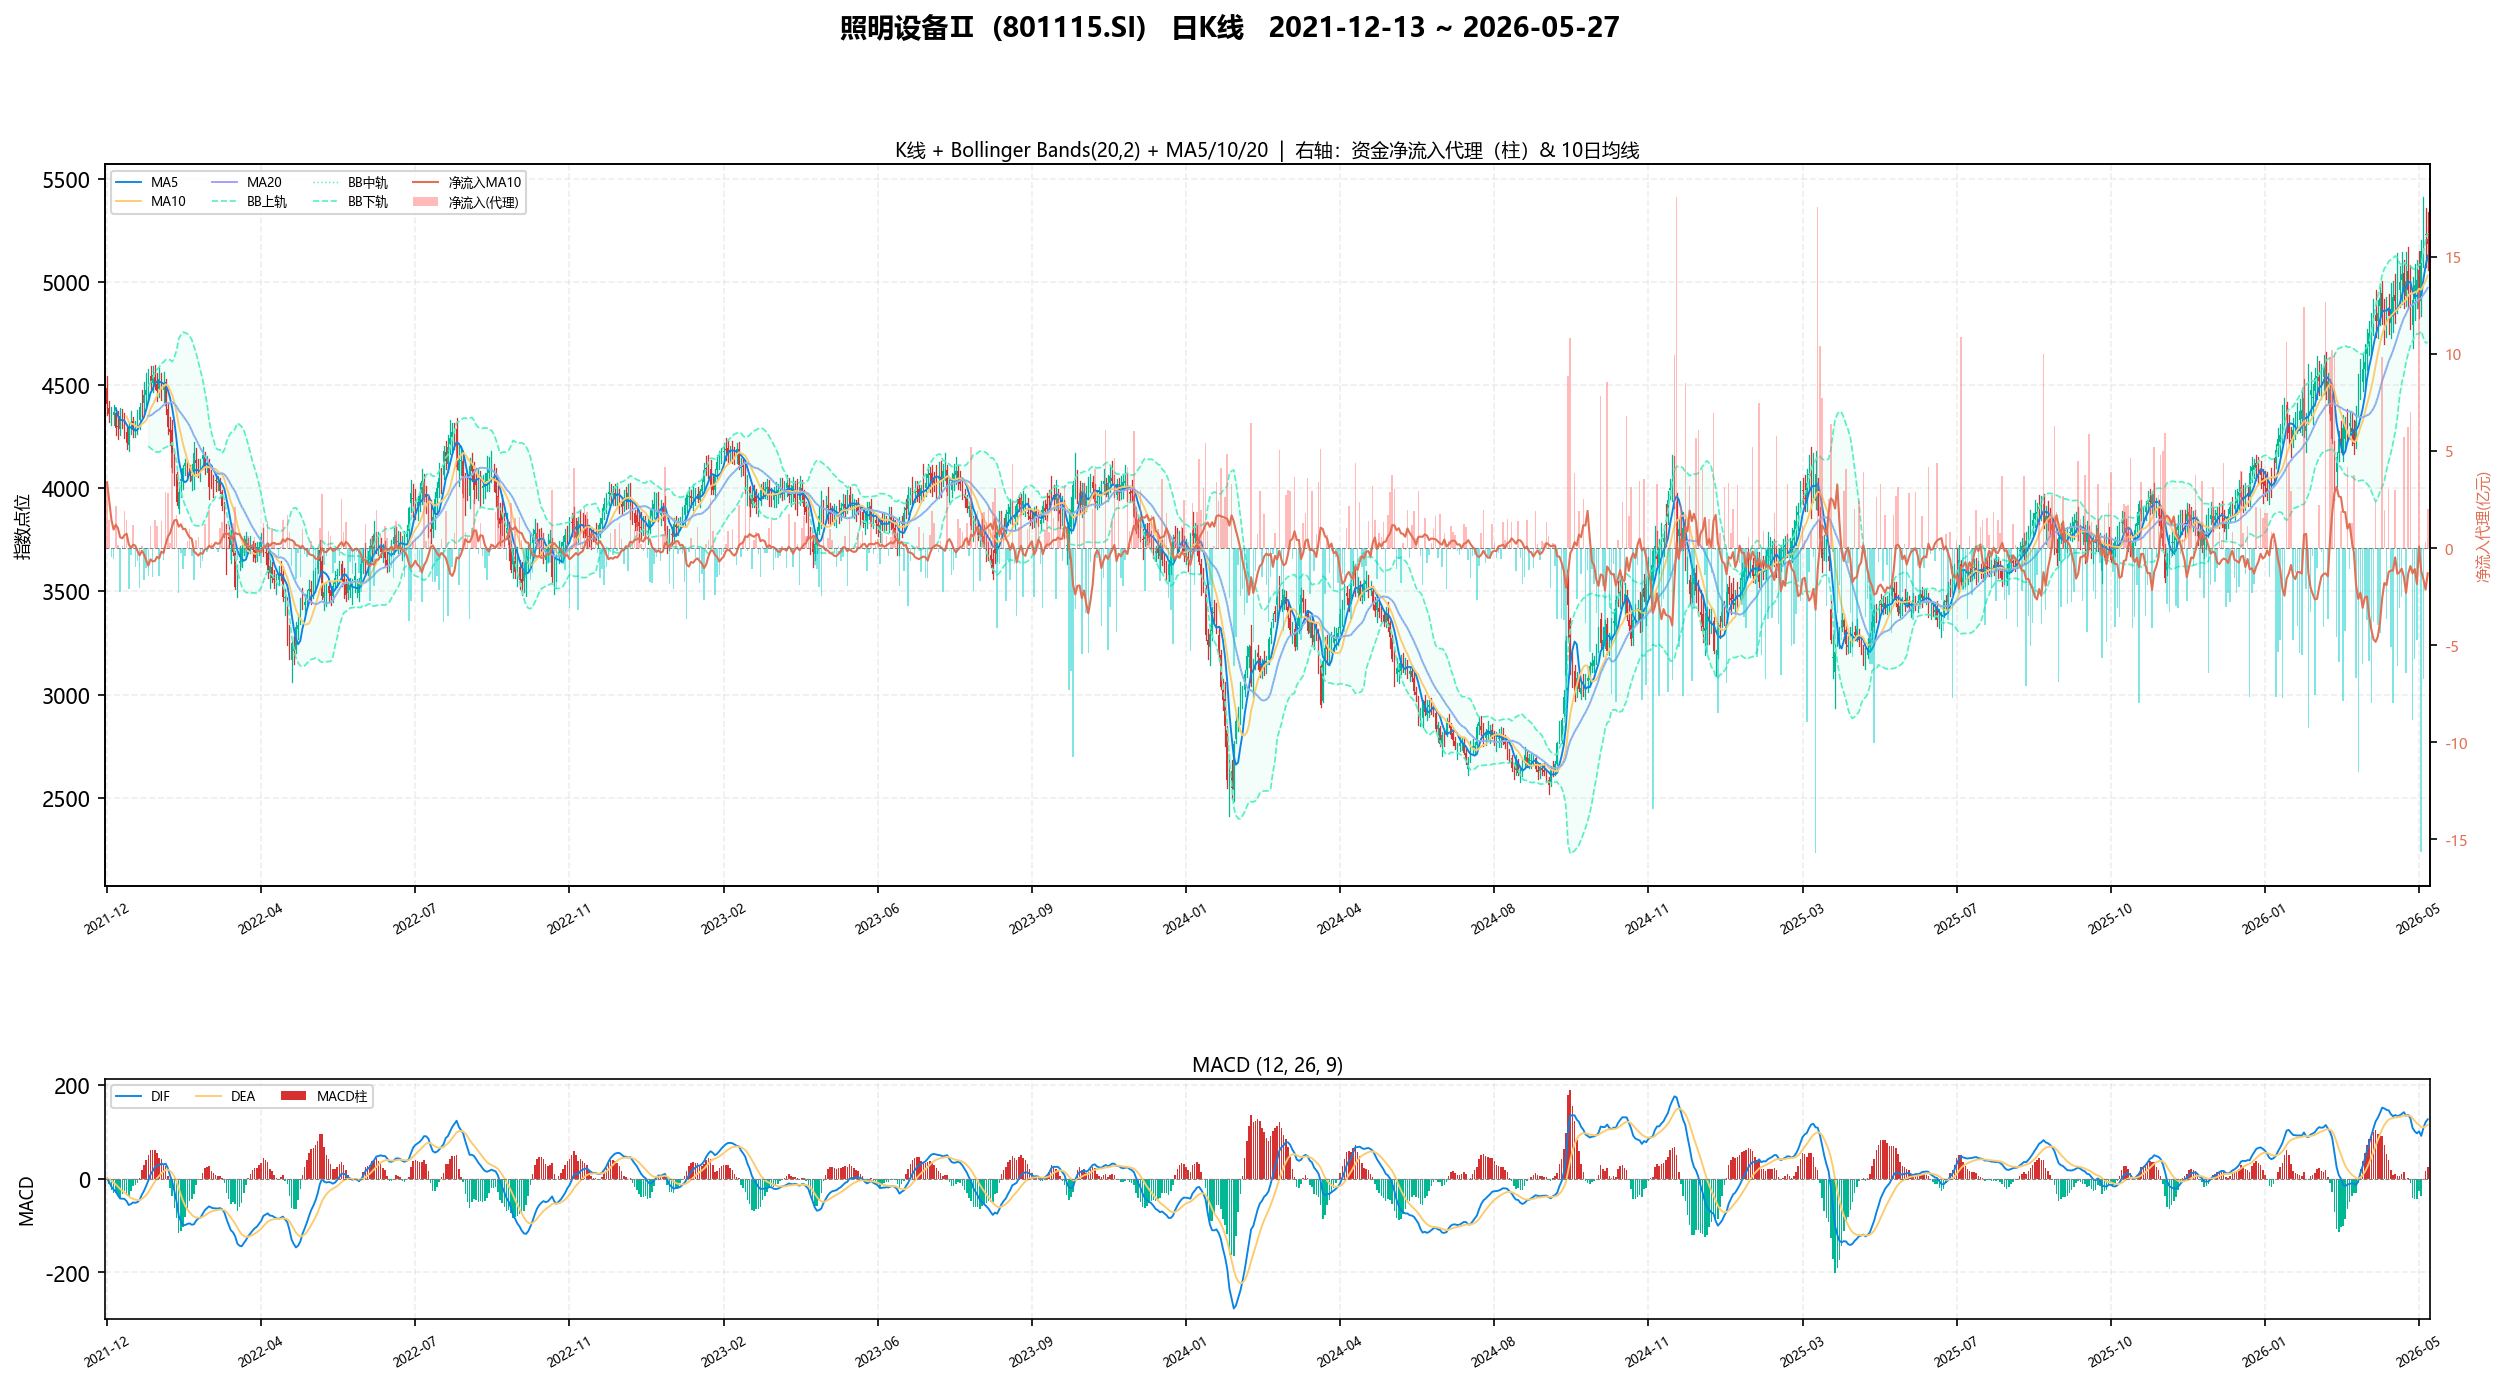 照明设备Ⅱ (801115.SI) 日K线 2021-12-13 ~ 2026-05-27
K线 + Bollinger Bands(20,2) + MA5/10/20 | 右轴：资金净流入代理（柱）& 10日均线
MA5 MA20 BB中轨 净流入MA10
MA10 BB上轨 BB下轨 净流入(代理)
指数点位
5500
5000
4500
4000
3500
3000
2500
15
10
5
0
-5
-10
-15
净流入代理(亿元)
2021-12 2022-04 2022-07 2022-11 2023-02 2023-06 2023-09 2024-01 2024-04 2024-08 2024-11 2025-03 2025-07 2025-10 2026-01 2026-05
MACD (12, 26, 9)
DIF DEA MACD柱
MACD
200
0
-200
2021-12 2022-04 2022-07 2022-11 2023-02 2023-06 2023-09 2024-01 2024-04 2024-08 2024-11 2025-03 2025-07 2025-10 2026-01 2026-05